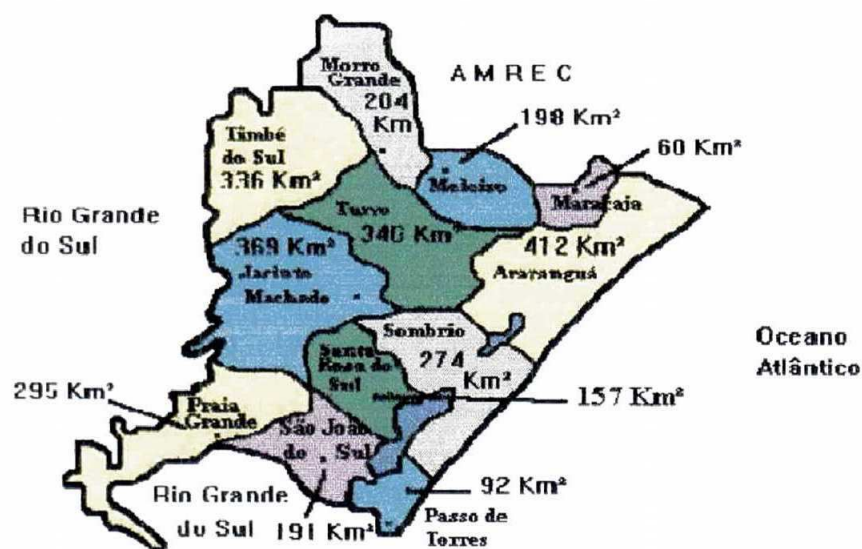 Morro
Grande
204
Km
A M R E C
198 Km²
60 Km²
Timbé
do Sul
336 Km²
Meleiro
Maracaja
Rio Grande
do Sul
Turvo
340 Km²
369 Km²
Jacinto
Machado
412 Km²
Araranguá
Sombrio
274
Km²
Oceano
Atlântico
Santa
Rosa do
Sul
295 Km²
157 Km²
Praia
Grande
São João
do Sul
92 Km²
Rio Grande
do Sul
191 Km²
Passo de
Torres